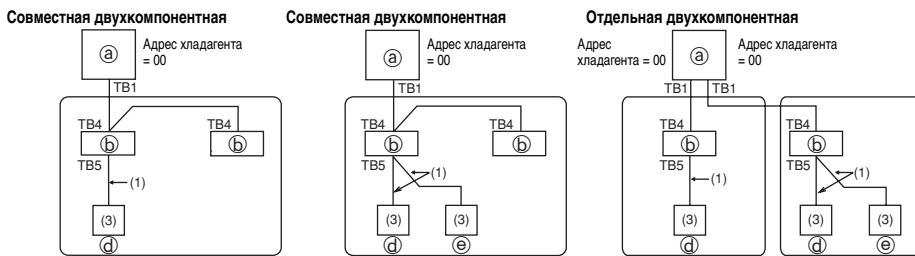 Совместная двухкомпонентная
Совместная двухкомпонентная
Отдельная двухкомпонентная
ⓐ
Адрес хладагента
= 00
ⓐ
Адрес хладагента
= 00
Адрес
хладагента = 00
ⓐ
Адрес хладагента
= 00
TB1
TB1
TB1
TB1
TB4
TB4
TB4
TB4
TB4
TB4
ⓑ
ⓑ
ⓑ
ⓑ
ⓑ
ⓑ
TB5
TB5
TB5
TB5
(1)
(1)
(1)
(1)
(3)
(3)
(3)
(3)
(3)
(3)
ⓓ
ⓓ
ⓔ
ⓓ
ⓓ
ⓔ